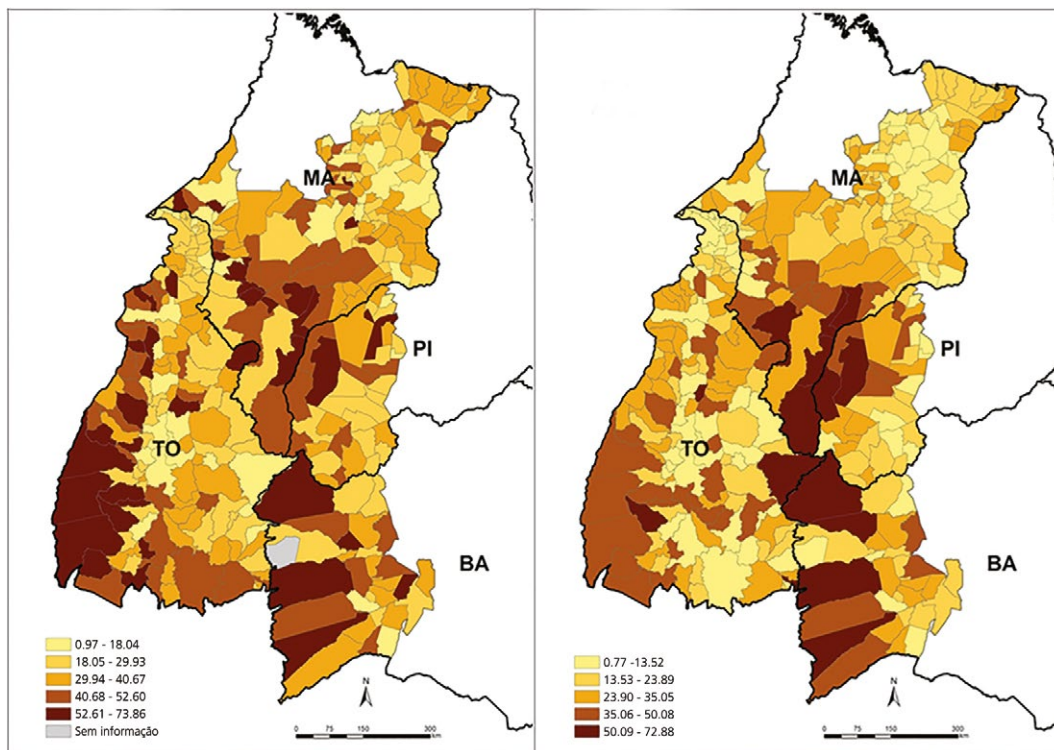 MA
PI
TO
BA
0.97 - 18.04
18.05 - 29.93
29.94 - 40.67
40.68 - 52.60
52.61 - 73.86
Sem informação
N
0 75 150 300
km
MA
PI
TO
BA
0.77 -13.52
13.53 - 23.89
23.90 - 35.05
35.06 - 50.08
50.09 - 72.88
N
0 75 150 300
km